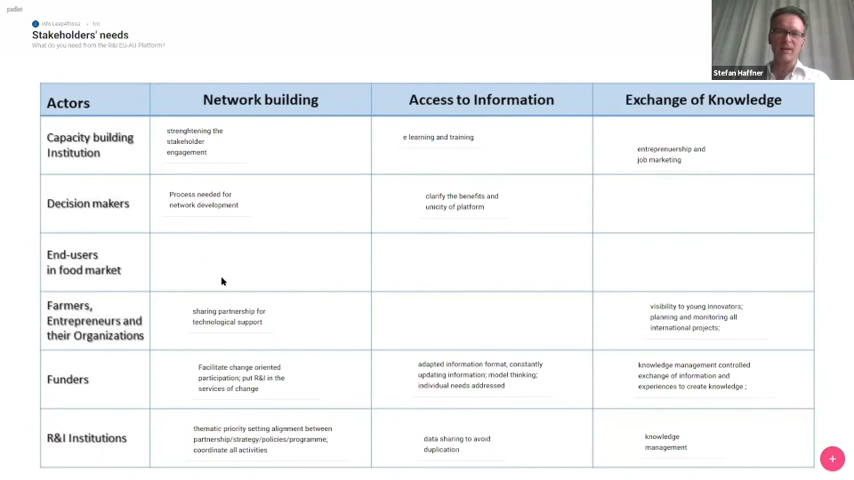 padlet
Stakeholders' needs
What do you need from the R&I EU-AU Platform?
Stefan Haffner
Actors
Network building
Access to Information
Exchange of Knowledge
Capacity building
Institution
strenghtening the
stakeholder
engagement
e learning and training
entreprenuership and
job marketing
Decision makers
Process needed for
network development
clarify the benefits and
unicity of platform
End-users
in food market
Farmers,
Entrepreneurs and
their Organizations
sharing partnership for
technological support
visibility to young innovators;
planning and monitoring all
international projects;
Funders
Facilitate change oriented
participation; put R&I in the
services of change
adapted information format, constantly
updating information; model thinking;
individual needs addressed
knowledge management controlled
exchange of information and
experiences to create knowledge ;
R&I Institutions
thematic priority setting alignment between
partnership/strategy/policies/programme;
coordinate all activities
data sharing to avoid
duplication
knowledge
management